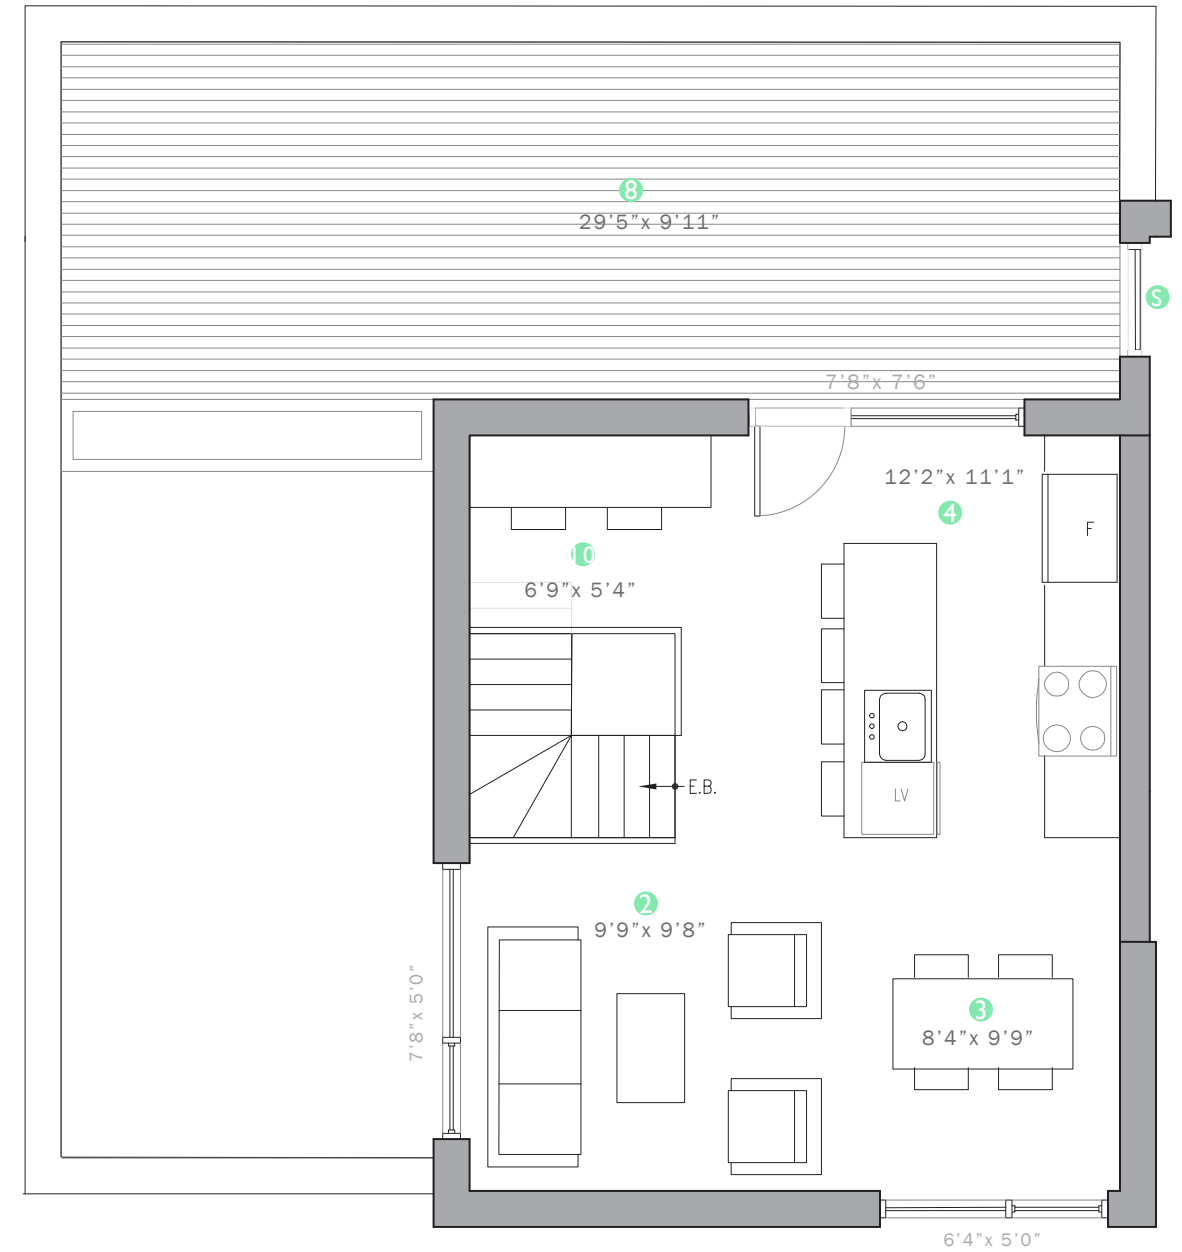 8
29’5”x 9’11”
S
7’8”x 7’6”
12’2”x 11’1”
4
F
10
6’9”x 5’4”
E.B.
LV
2
9’9”x 9’8”
7’8”x 5’0”
3
8’4”x 9’9”
6’4”x 5’0”